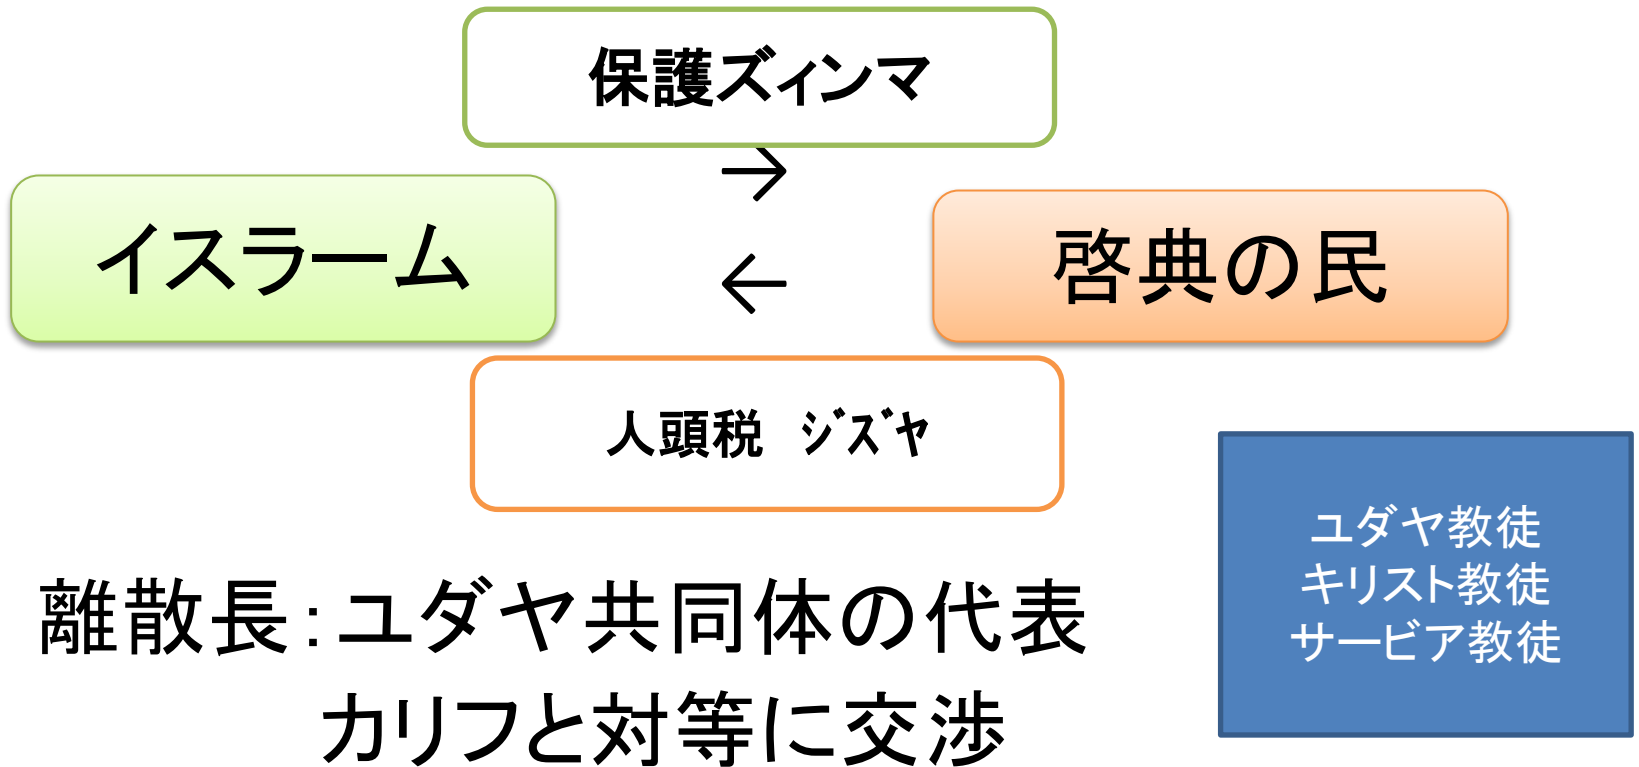 保護ズィンマ
→
イスラーム
啓典の民
←
人頭税　ｼﾞｽﾞﾔ
ユダヤ教徒
キリスト教徒
サービア教徒
離散長：ユダヤ共同体の代表
カリフと対等に交渉